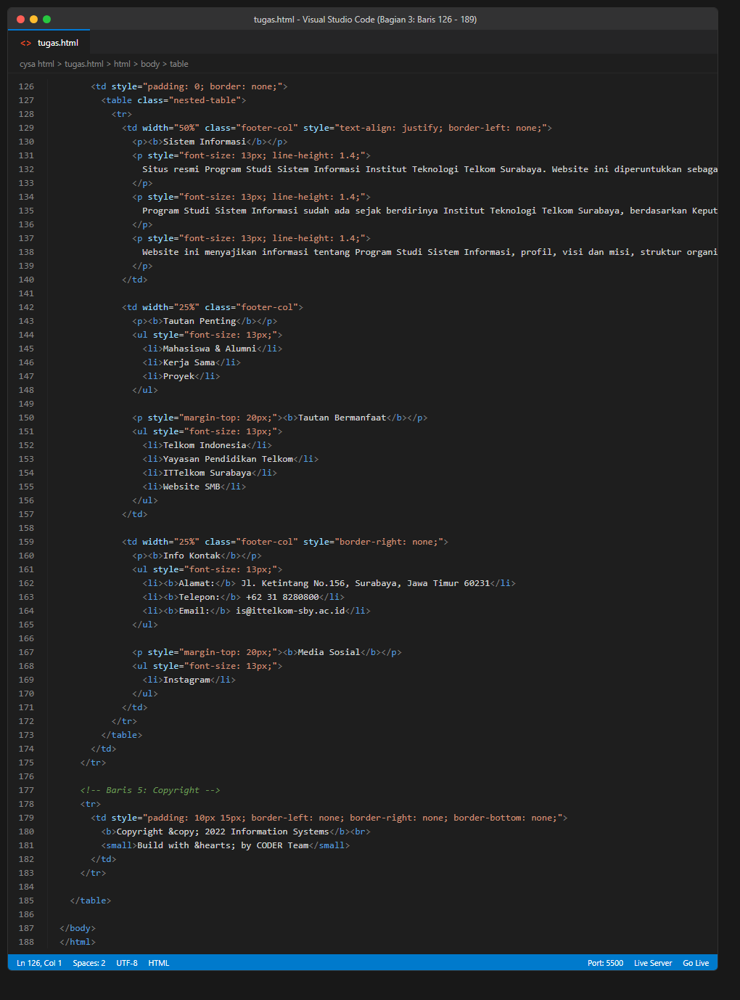 tugas.html - Visual Studio Code (Bagian 3: Baris 126 - 189)
<> tugas.html
cysa html > tugas.html > html > body > table
126 <td style="padding: 0; border: none;">
127 <table class="nested-table">
128 <tr>
129 <td width="50%" class="footer-col" style="text-align: justify; border-left: none;">
130 <p><b>Sistem Informasi</b></p>
131 <p style="font-size: 13px; line-height: 1.4;">
132 Situs resmi Program Studi Sistem Informasi Institut Teknologi Telkom Surabaya. Website ini diperuntukkan sebaga
133 </p>
134 <p style="font-size: 13px; line-height: 1.4;">
135 Program Studi Sistem Informasi sudah ada sejak berdirinya Institut Teknologi Telkom Surabaya, berdasarkan Keput
136 </p>
137 <p style="font-size: 13px; line-height: 1.4;">
138 Website ini menyajikan informasi tentang Program Studi Sistem Informasi, profil, visi dan misi, struktur organi
139 </p>
140 </td>
141
142 <td width="25%" class="footer-col">
143 <p><b>Tautan Penting</b></p>
144 <ul style="font-size: 13px;">
145 <li>Mahasiswa & Alumni</li>
146 <li>Kerja Sama</li>
147 <li>Proyek</li>
148 </ul>
149
150 <p style="margin-top: 20px;"><b>Tautan Bermanfaat</b></p>
151 <ul style="font-size: 13px;">
152 <li>Telkom Indonesia</li>
153 <li>Yayasan Pendidikan Telkom</li>
154 <li>ITTelkom Surabaya</li>
155 <li>Website SMB</li>
156 </ul>
157 </td>
158
159 <td width="25%" class="footer-col" style="border-right: none;">
160 <p><b>Info Kontak</b></p>
161 <ul style="font-size: 13px;">
162 <li><b>Alamat:</b> Jl. Ketintang No.156, Surabaya, Jawa Timur 60231</li>
163 <li><b>Telepon:</b> +62 31 8280800</li>
164 <li><b>Email:</b> is@ittelkom-sby.ac.id</li>
165 </ul>
166
167 <p style="margin-top: 20px;"><b>Media Sosial</b></p>
168 <ul style="font-size: 13px;">
169 <li>Instagram</li>
170 </ul>
171 </td>
172 </tr>
173 </table>
174 </td>
175 </tr>
176
177 <!-- Baris 5: Copyright -->
178 <tr>
179 <td style="padding: 10px 15px; border-left: none; border-right: none; border-bottom: none;">
180 <b>Copyright &copy; 2022 Information Systems</b><br>
181 <small>Build with &hearts; by CODER Team</small>
182 </td>
183 </tr>
184
185 </table>
186
187 </body>
188 </html>
Ln 126, Col 1 Spaces: 2 UTF-8 HTML Port: 5500 Live Server Go Live